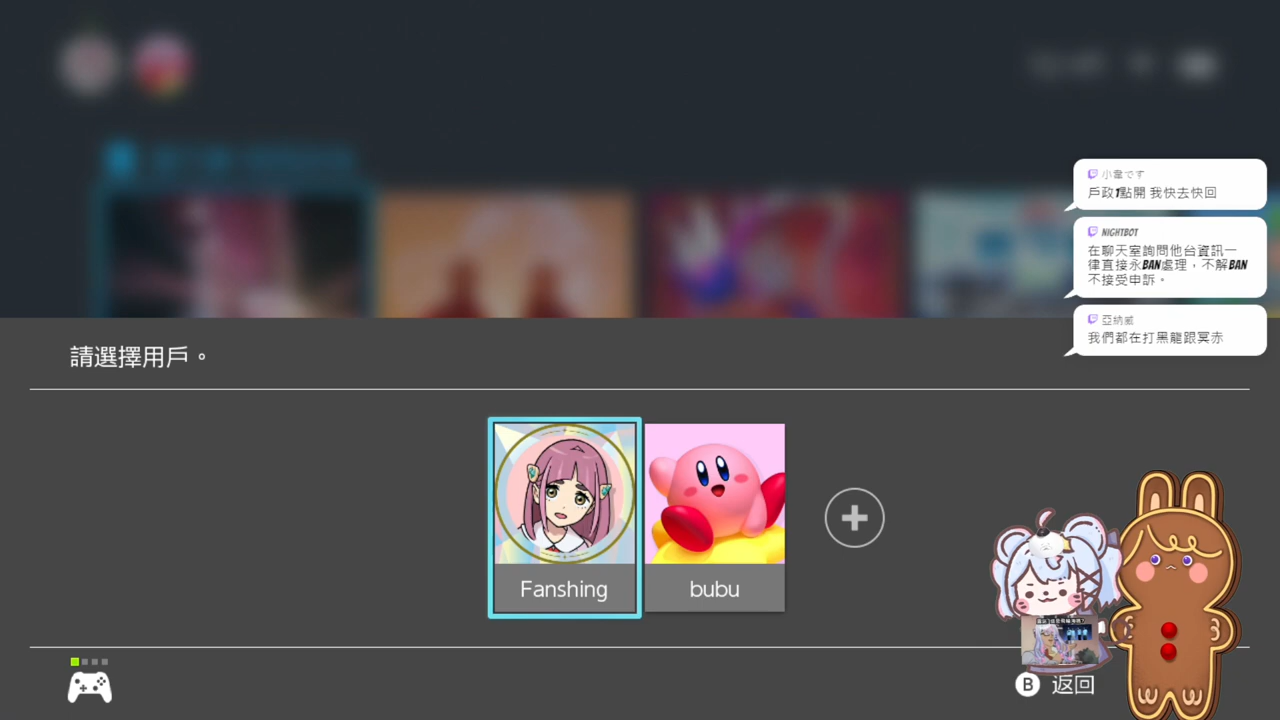 小韋です
戶政1點開 我快去快回
NIGHTBOT
在聊天室詢問他台資訊一
律直接永BAN處理，不解BAN
不接受申訴。
亞納威
我們都在打黑龍跟冥赤
請選擇用戶。
Fanshing
bubu
B 返回